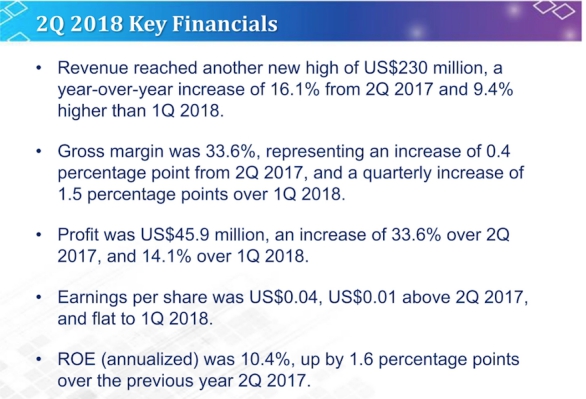 2Q 2018 Key Financials
• Revenue reached another new high of US$230 million, a
year-over-year increase of 16.1% from 2Q 2017 and 9.4%
higher than 1Q 2018.
• Gross margin was 33.6%, representing an increase of 0.4
percentage point from 2Q 2017, and a quarterly increase of
1.5 percentage points over 1Q 2018.
• Profit was US$45.9 million, an increase of 33.6% over 2Q
2017, and 14.1% over 1Q 2018.
• Earnings per share was US$0.04, US$0.01 above 2Q 2017,
and flat to 1Q 2018.
• ROE (annualized) was 10.4%, up by 1.6 percentage points
over the previous year 2Q 2017.